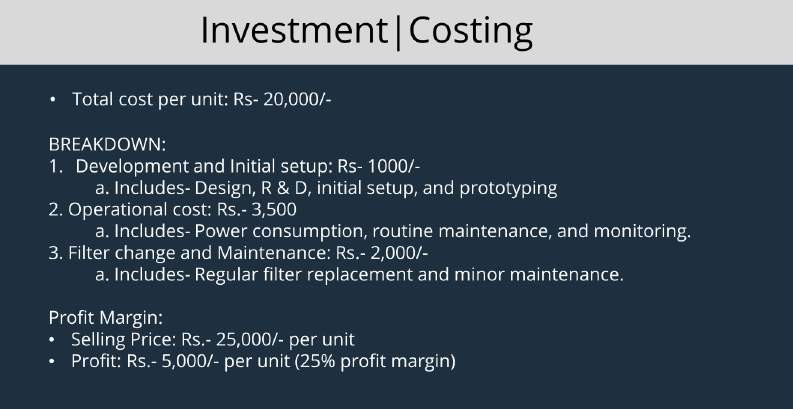 Investment|Costing
• Total cost per unit: Rs- 20,000/-
BREAKDOWN:
1. Development and Initial setup: Rs- 1000/-
a. Includes- Design, R & D, initial setup, and prototyping
2. Operational cost: Rs.- 3,500
a. Includes- Power consumption, routine maintenance, and monitoring.
3. Filter change and Maintenance: Rs.- 2,000/-
a. Includes- Regular filter replacement and minor maintenance.
Profit Margin:
• Selling Price: Rs.- 25,000/- per unit
• Profit: Rs.- 5,000/- per unit (25% profit margin)